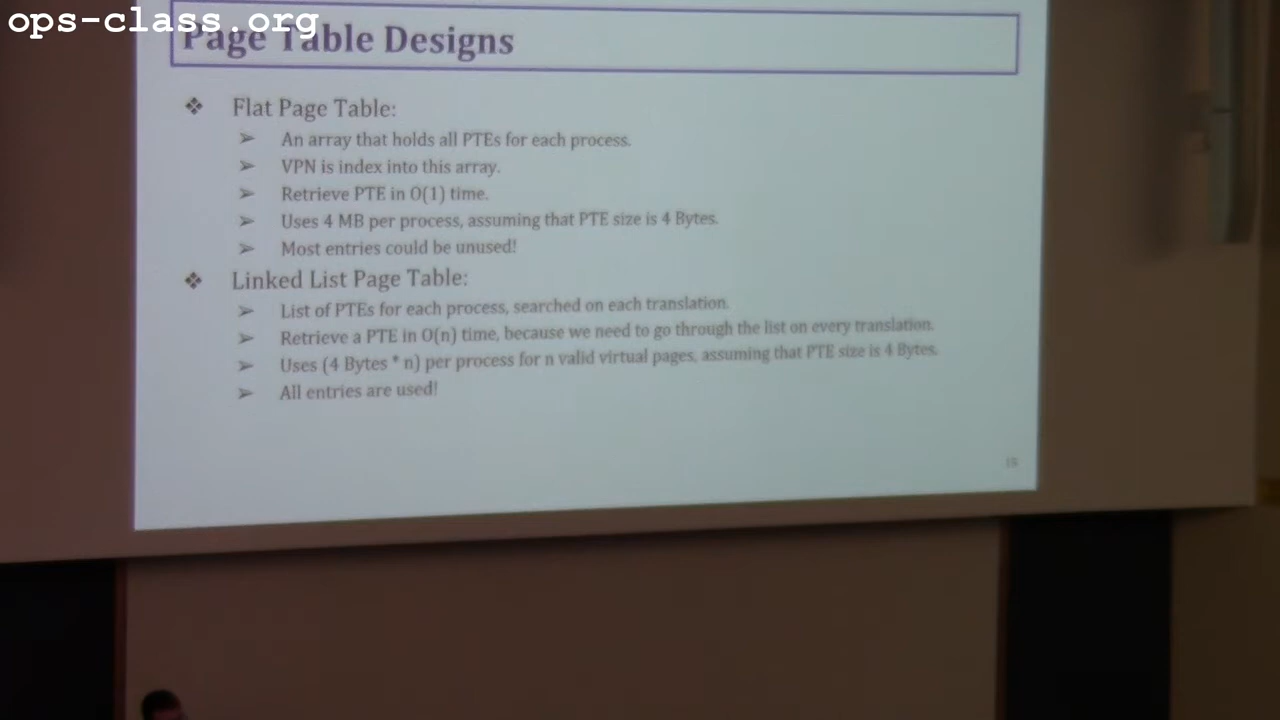 ops-class.org
Page Table Designs
❖ Flat Page Table:
➢ An array that holds all PTEs for each process.
➢ VPN is index into this array.
➢ Retrieve PTE in O(1) time.
➢ Uses 4 MB per process, assuming that PTE size is 4 Bytes.
➢ Most entries could be unused!
❖ Linked List Page Table:
➢ List of PTEs for each process, searched on each translation.
➢ Retrieve a PTE in O(n) time, because we need to go through the list on every translation.
➢ Uses (4 Bytes * n) per process for n valid virtual pages, assuming that PTE size is 4 Bytes.
➢ All entries are used!